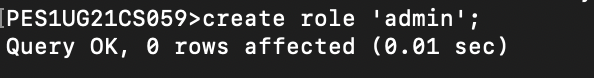 PES1UG21CS059>create role 'admin';
Query OK, 0 rows affected (0.01 sec)